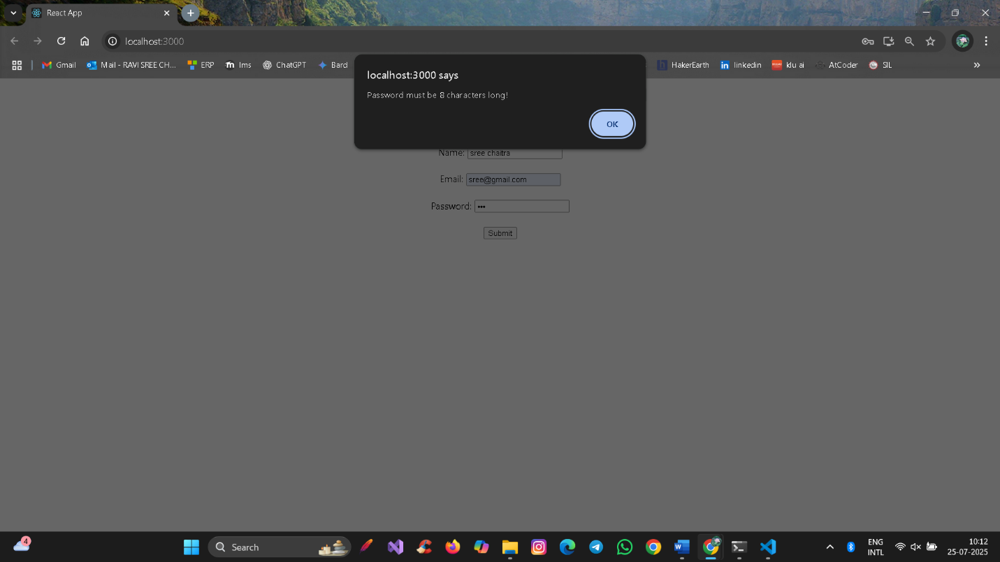 React App
localhost:3000
Gmail
Mail - RAVI SREE CH...
ERP
lms
ChatGPT
Bard
HakerEarth
linkedin
klu ai
AtCoder
SIL
localhost:3000 says
Password must be 8 characters long!
OK
Name: sree chaitra
Email: sree@gmail.com
Password: •••
Submit
4
Search
ENG
INTL
10:12
25-07-2025